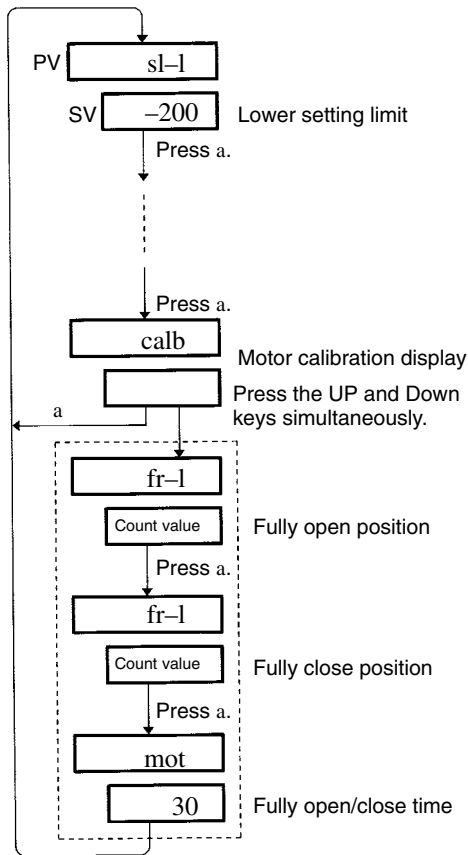 PV
sl–l
SV
–200
Lower setting limit
Press a.
Press a.
calb
Motor calibration display
Press the UP and Down
keys simultaneously.
a
fr–l
Count value
Fully open position
Press a.
fr–l
Count value
Fully close position
Press a.
mot
30
Fully open/close time